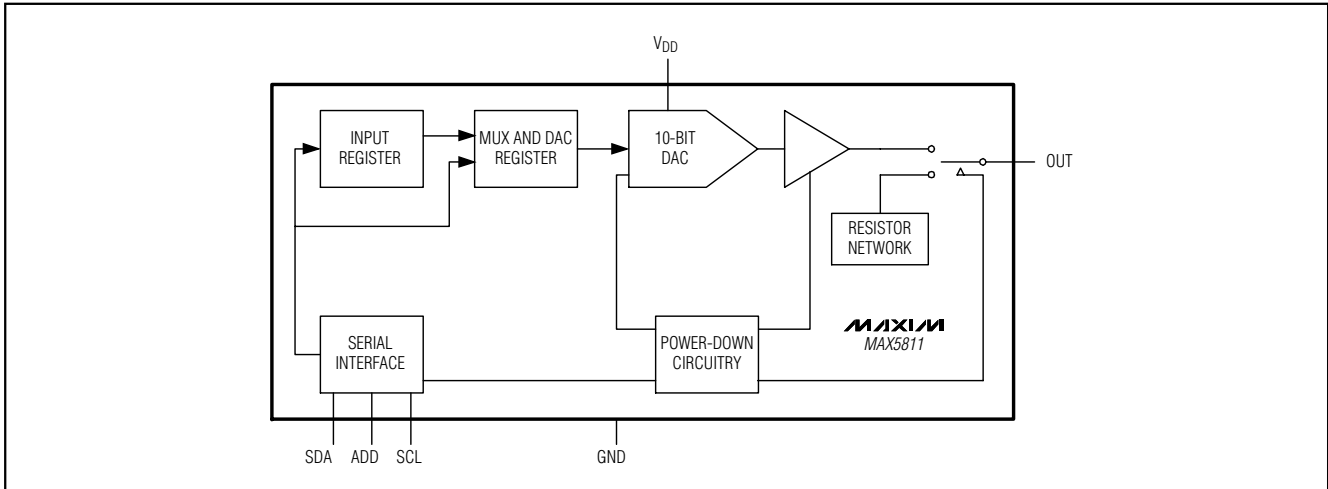 VDD
INPUT
REGISTER
MUX AND DAC
REGISTER
10-BIT
DAC
OUT
RESISTOR
NETWORK
SERIAL
INTERFACE
POWER-DOWN
CIRCUITRY
MAXIM
MAX5811
SDA ADD SCL GND